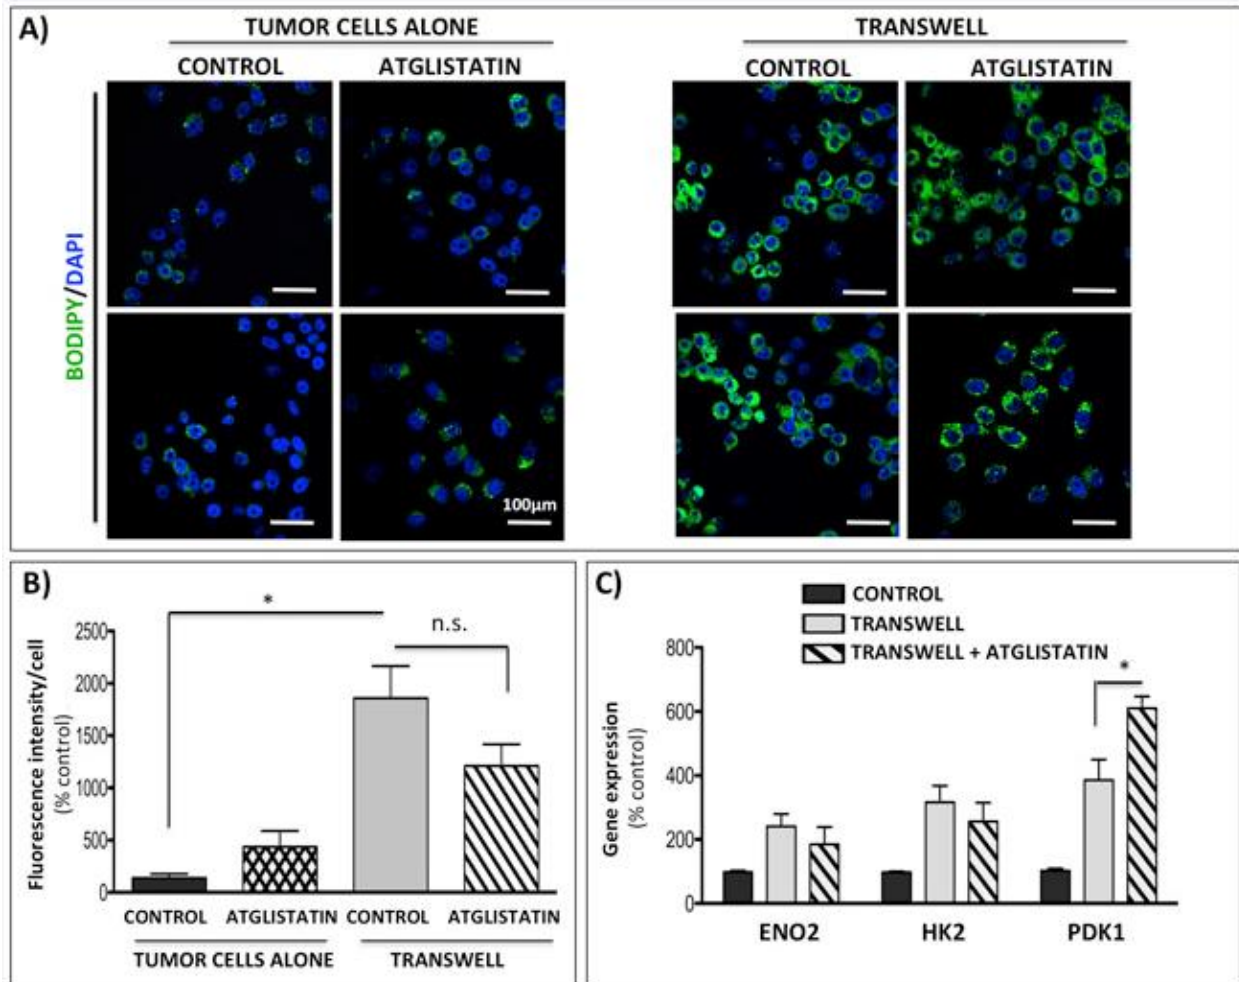 A)
TUMOR CELLS ALONE
TRANSWELL
CONTROL
ATGLISTATIN
CONTROL
ATGLISTATIN
BODIPY/DAPI
100µm
B)
Fluorescence intensity/cell
(% control)
2500
2000
1500
1000
500
0
*
n.s.
CONTROL
ATGLISTATIN
CONTROL
ATGLISTATIN
TUMOR CELLS ALONE
TRANSWELL
C)
CONTROL
TRANSWELL
TRANSWELL + ATGLISTATIN
Gene expression
(% control)
800
600
400
200
0
*
ENO2
HK2
PDK1